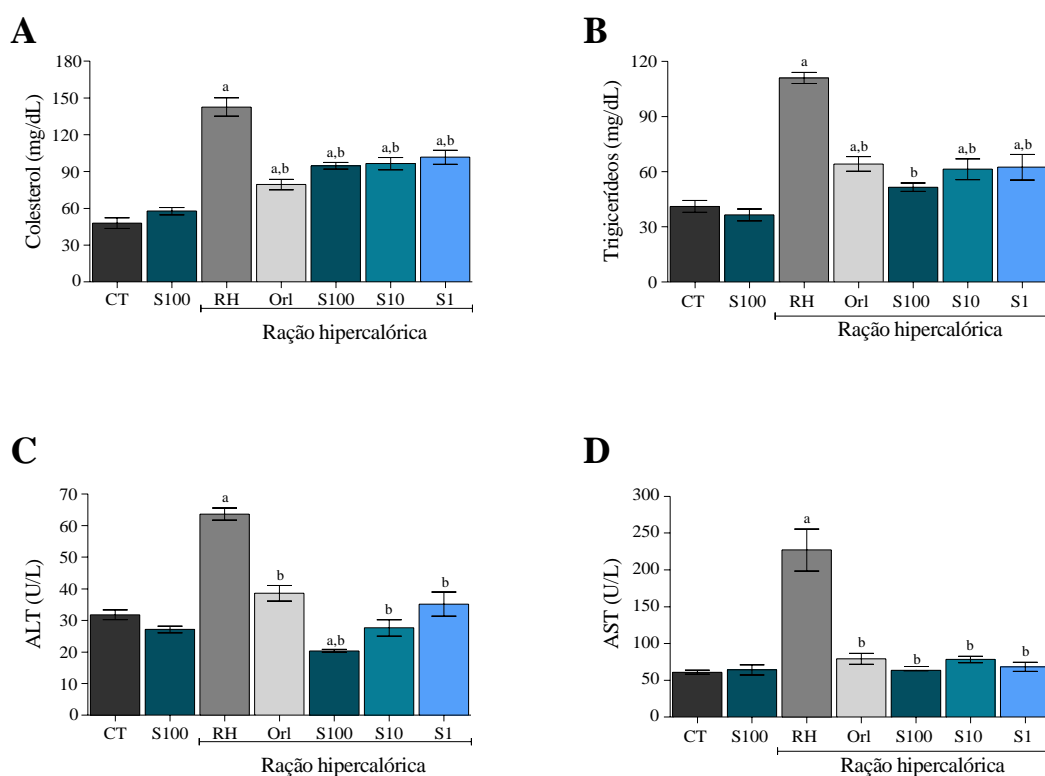 A
Colesterol (mg/dL)
180
150
120
90
60
30
0
a
a,b
a,b
a,b
a,b
CT S100 RH Orl S100 S10 S1
Ração hipercalórica
B
Trigicerídeos (mg/dL)
120
90
60
30
0
a
a,b
b
a,b
a,b
CT S100 RH Orl S100 S10 S1
Ração hipercalórica
C
ALT (U/L)
70
60
50
40
30
20
10
0
a
b
a,b
b
b
CT S100 RH Orl S100 S10 S1
Ração hipercalórica
D
AST (U/L)
300
250
200
150
100
50
0
a
b
b
b
b
CT S100 RH Orl S100 S10 S1
Ração hipercalórica